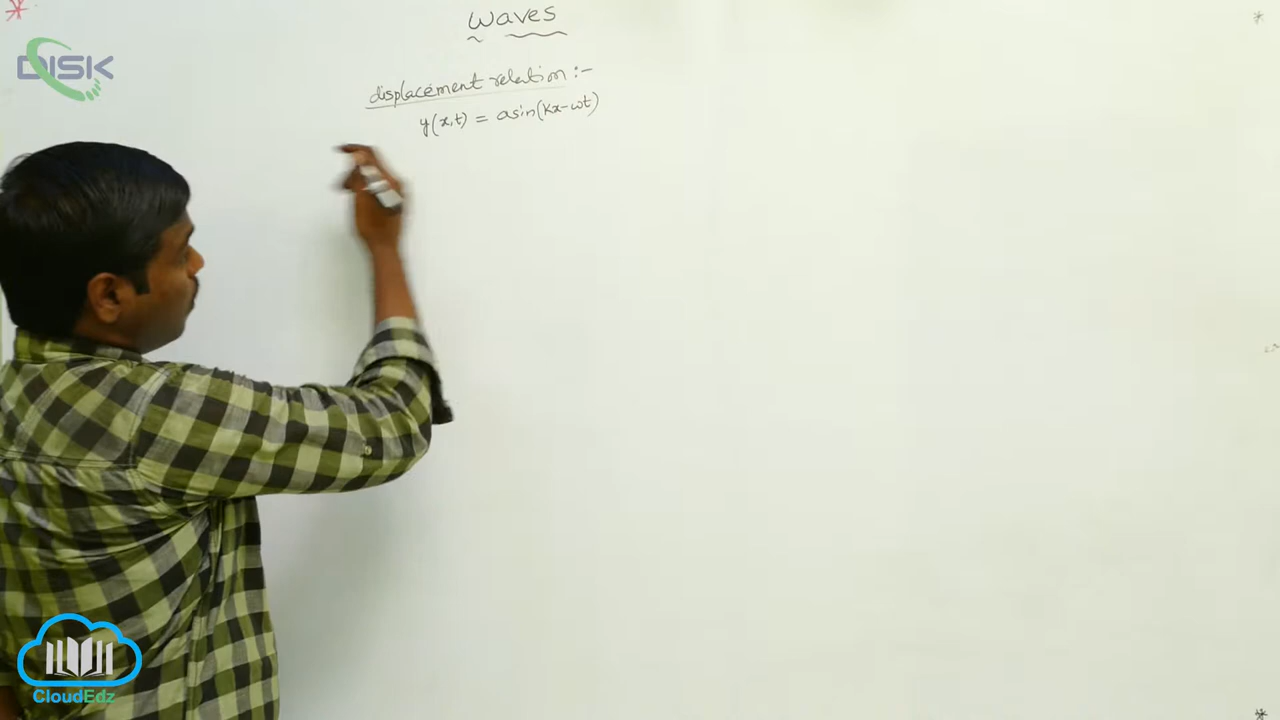 Waves
DISK
displacement relation :-
y(x,t) = asin(kx-ωt)
CloudEdz